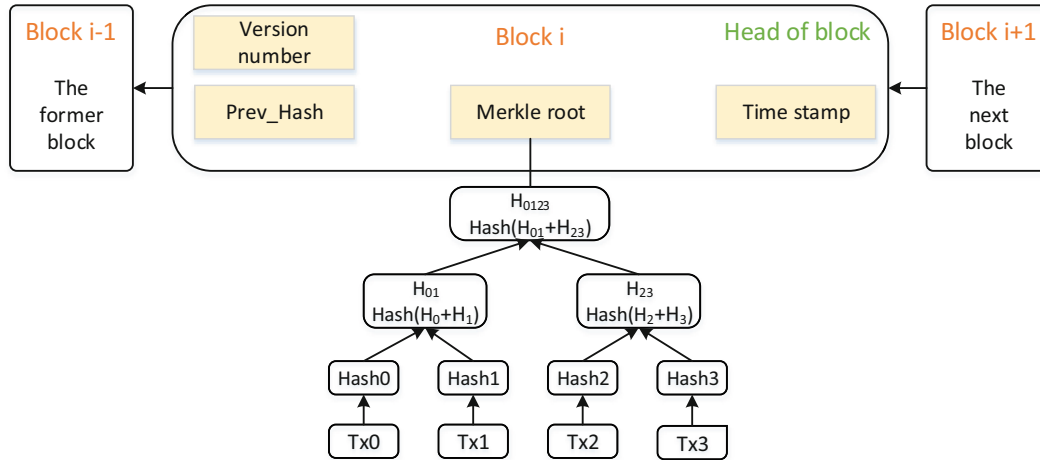 Block i-1
The
former
block
Version
number
Block i
Head of block
Prev_Hash
Merkle root
Time stamp
Block i+1
The
next
block
H₀₁₂₃
Hash(H₀₁+H₂₃)
H₀₁
Hash(H₀+H₁)
H₂₃
Hash(H₂+H₃)
Hash0
Hash1
Hash2
Hash3
Tx0
Tx1
Tx2
Tx3